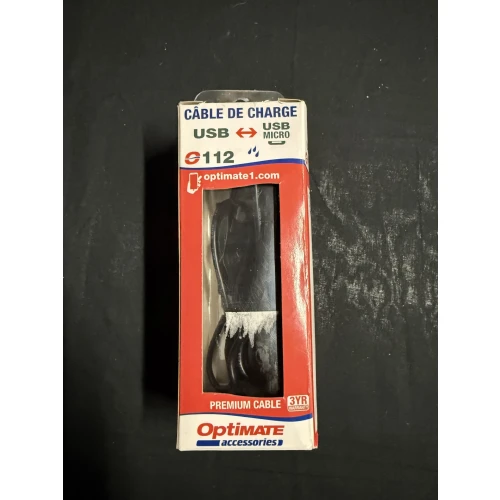 CÂBLE DE CHARGE
USB ↔ USB MICRO
O112
optimate1.com
PREMIUM CABLE
3YR
OPTIMATE
accessories